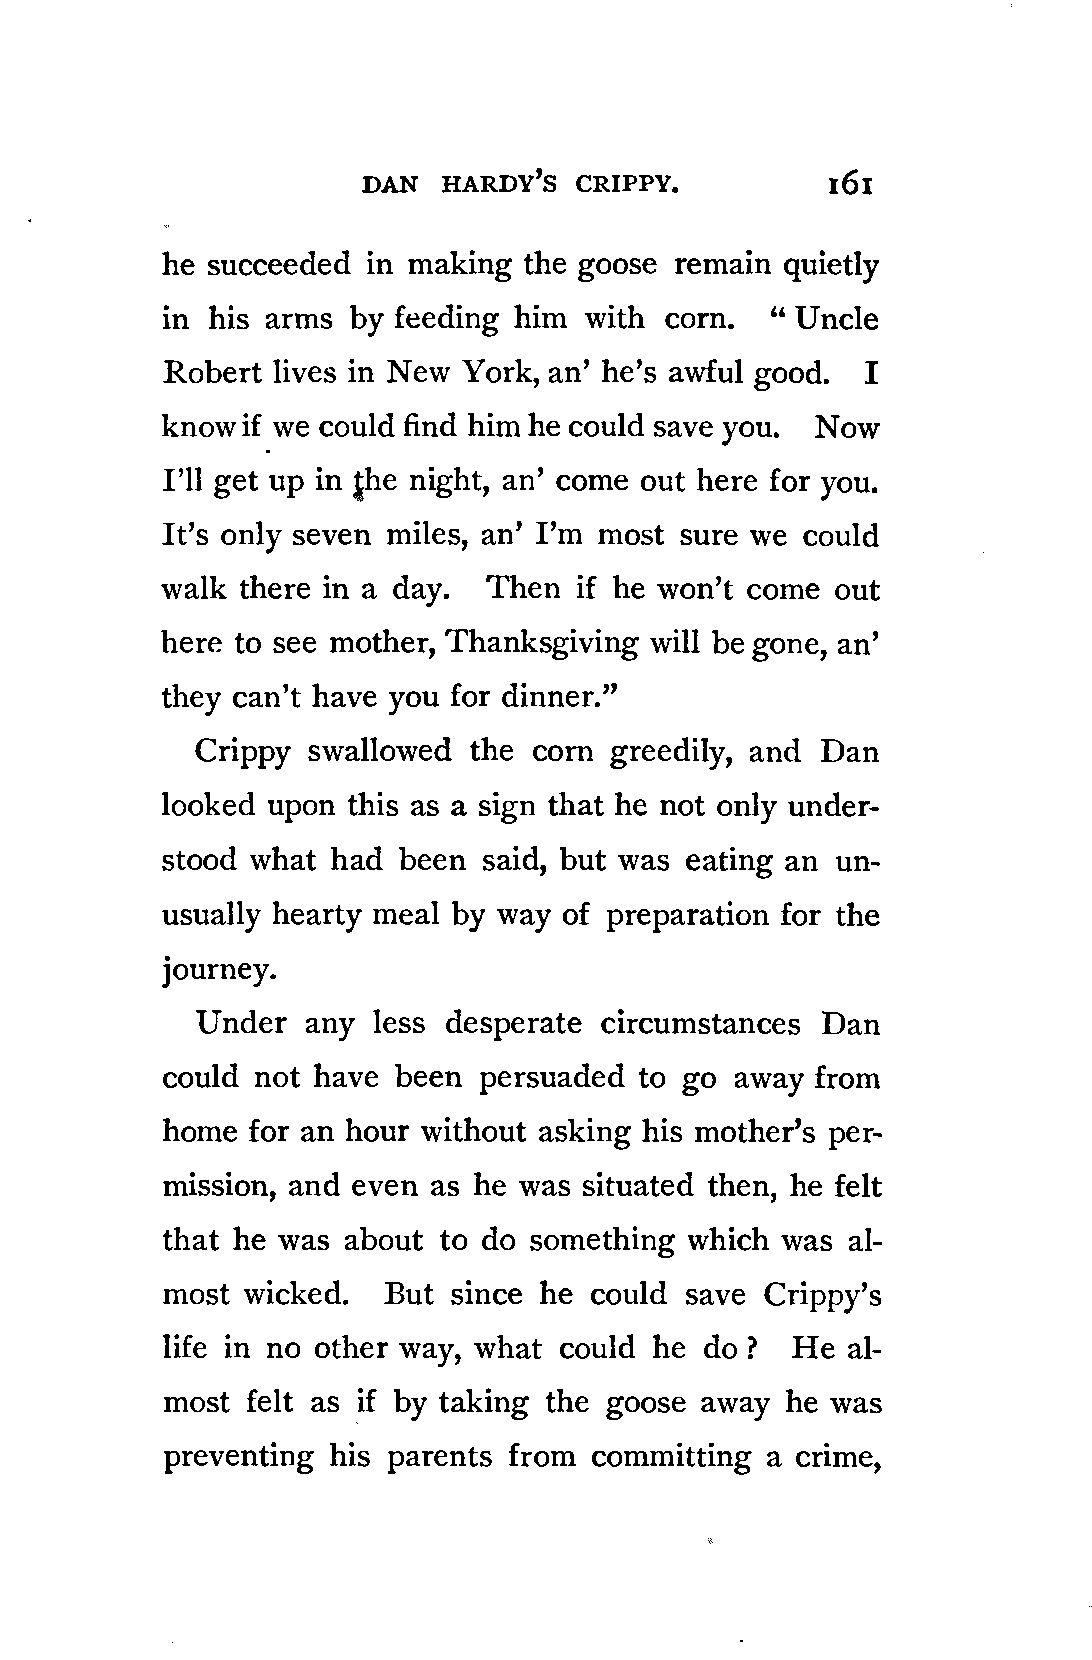 DAN HARDY'S CRIPPY. 161
he succeeded in making the goose remain quietly
in his arms by feeding him with corn. “ Uncle
Robert lives in New York, an' he's awful good. I
know if we could find him he could save you. Now
I'll get up in the night, an' come out here for you.
It's only seven miles, an' I'm most sure we could
walk there in a day. Then if he won't come out
here to see mother, Thanksgiving will be gone, an'
they can't have you for dinner.”
Crippy swallowed the corn greedily, and Dan
looked upon this as a sign that he not only under-
stood what had been said, but was eating an un-
usually hearty meal by way of preparation for the
journey.
Under any less desperate circumstances Dan
could not have been persuaded to go away from
home for an hour without asking his mother's per-
mission, and even as he was situated then, he felt
that he was about to do something which was al-
most wicked. But since he could save Crippy's
life in no other way, what could he do ? He al-
most felt as if by taking the goose away he was
preventing his parents from committing a crime,